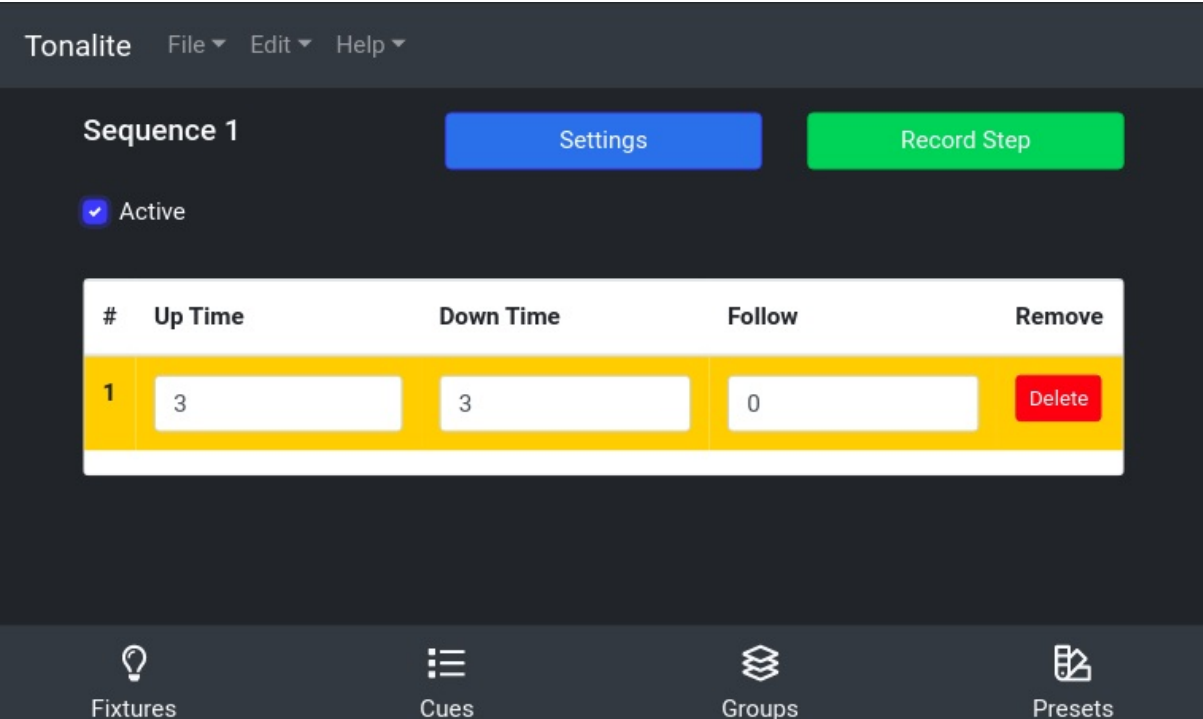 Tonalite File Edit Help
Sequence 1 Settings Record Step
Active
# Up Time Down Time Follow Remove
1 3 3 0 Delete
Fixtures Cues Groups Presets